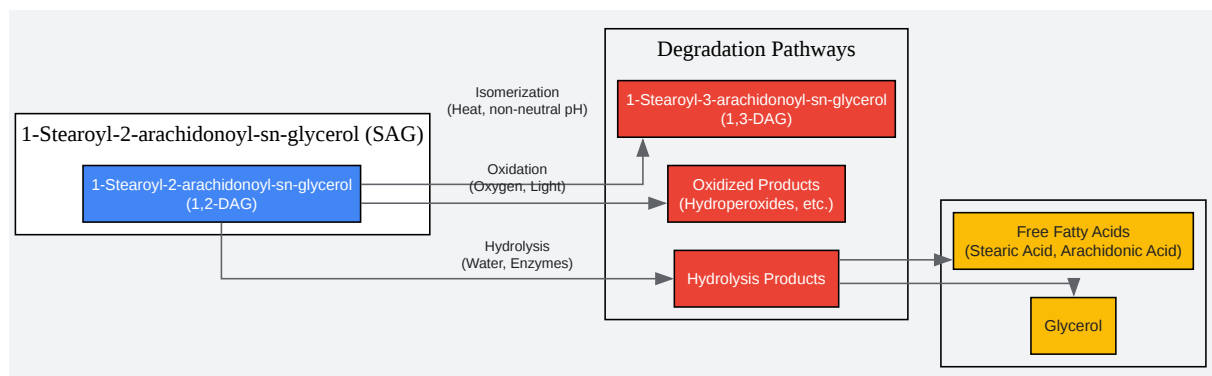 Degradation Pathways
Isomerization
(Heat, non-neutral pH)
1-Stearoyl-3-arachidonoyl-sn-glycerol
(1,3-DAG)
1-Stearoyl-2-arachidonoyl-sn-glycerol (SAG)
1-Stearoyl-2-arachidonoyl-sn-glycerol
(1,2-DAG)
Oxidation
(Oxygen, Light)
Oxidized Products
(Hydroperoxides, etc.)
Hydrolysis
(Water, Enzymes)
Hydrolysis Products
Free Fatty Acids
(Stearic Acid, Arachidonic Acid)
Glycerol